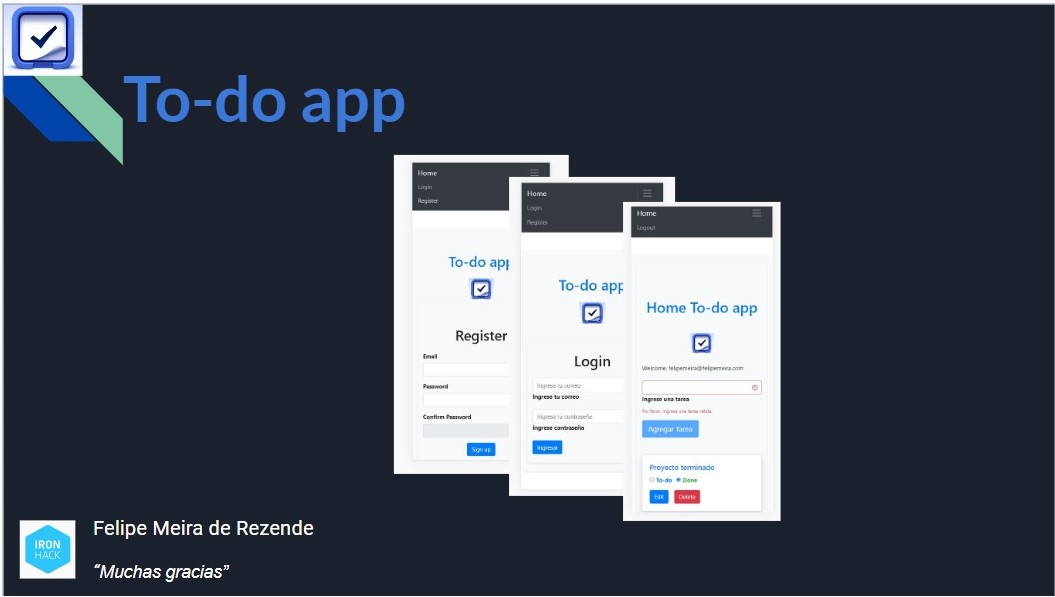 To-do app
Home
Login
Register
To-do app
Register
Email
Password
Confirm Password
Sign up
Home
Login
Register
To-do app
Login
Ingresa tu correo
Ingrese tu correo
Ingresa tu contraseña
Ingrese contraseña
Ingresar
Home
Logout
Home To-do app
Welcome, felipemeira@felipemeira.com
Ingrese una tarea
Por favor, ingrese una tarea válida.
Agregar Tarea
Proyecto terminado
To-do Done
Edit Delete
IRON
HACK
Felipe Meira de Rezende
“Muchas gracias”